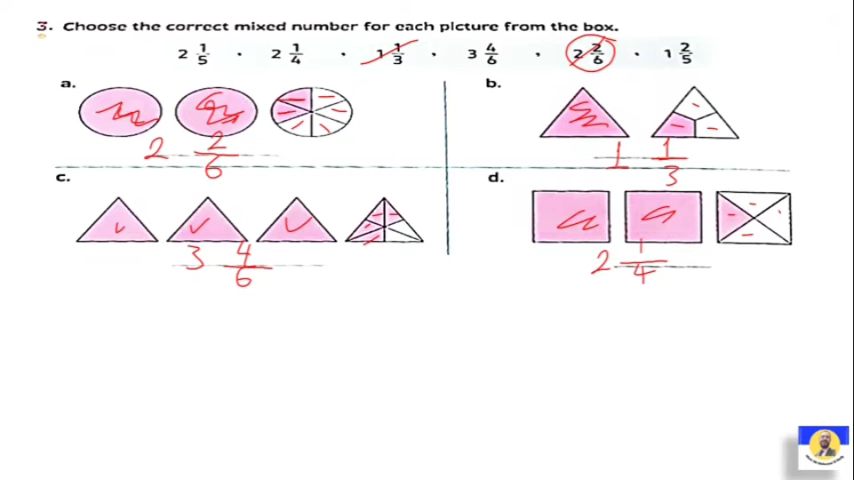 3. Choose the correct mixed number for each picture from the box.
2 1/5 · 2 1/4 · 1 1/3 · 3 4/6 · 2 2/6 · 1 2/5
a.
b.
2 2/6
1 1/3
c.
d.
3 4/6
2 1/4